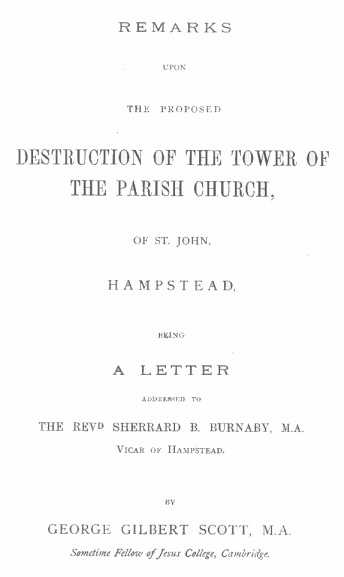 REMARKS
UPON
THE PROPOSED
DESTRUCTION OF THE TOWER OF
THE PARISH CHURCH,
OF ST. JOHN,
HAMPSTEAD,
BEING
A LETTER
ADDRESSED TO
THE REVD SHERRARD B. BURNABY, M.A.
VICAR OF HAMPSTEAD.
BY
GEORGE GILBERT SCOTT, M.A.
Sometime Fellow of Jesus College, Cambridge.